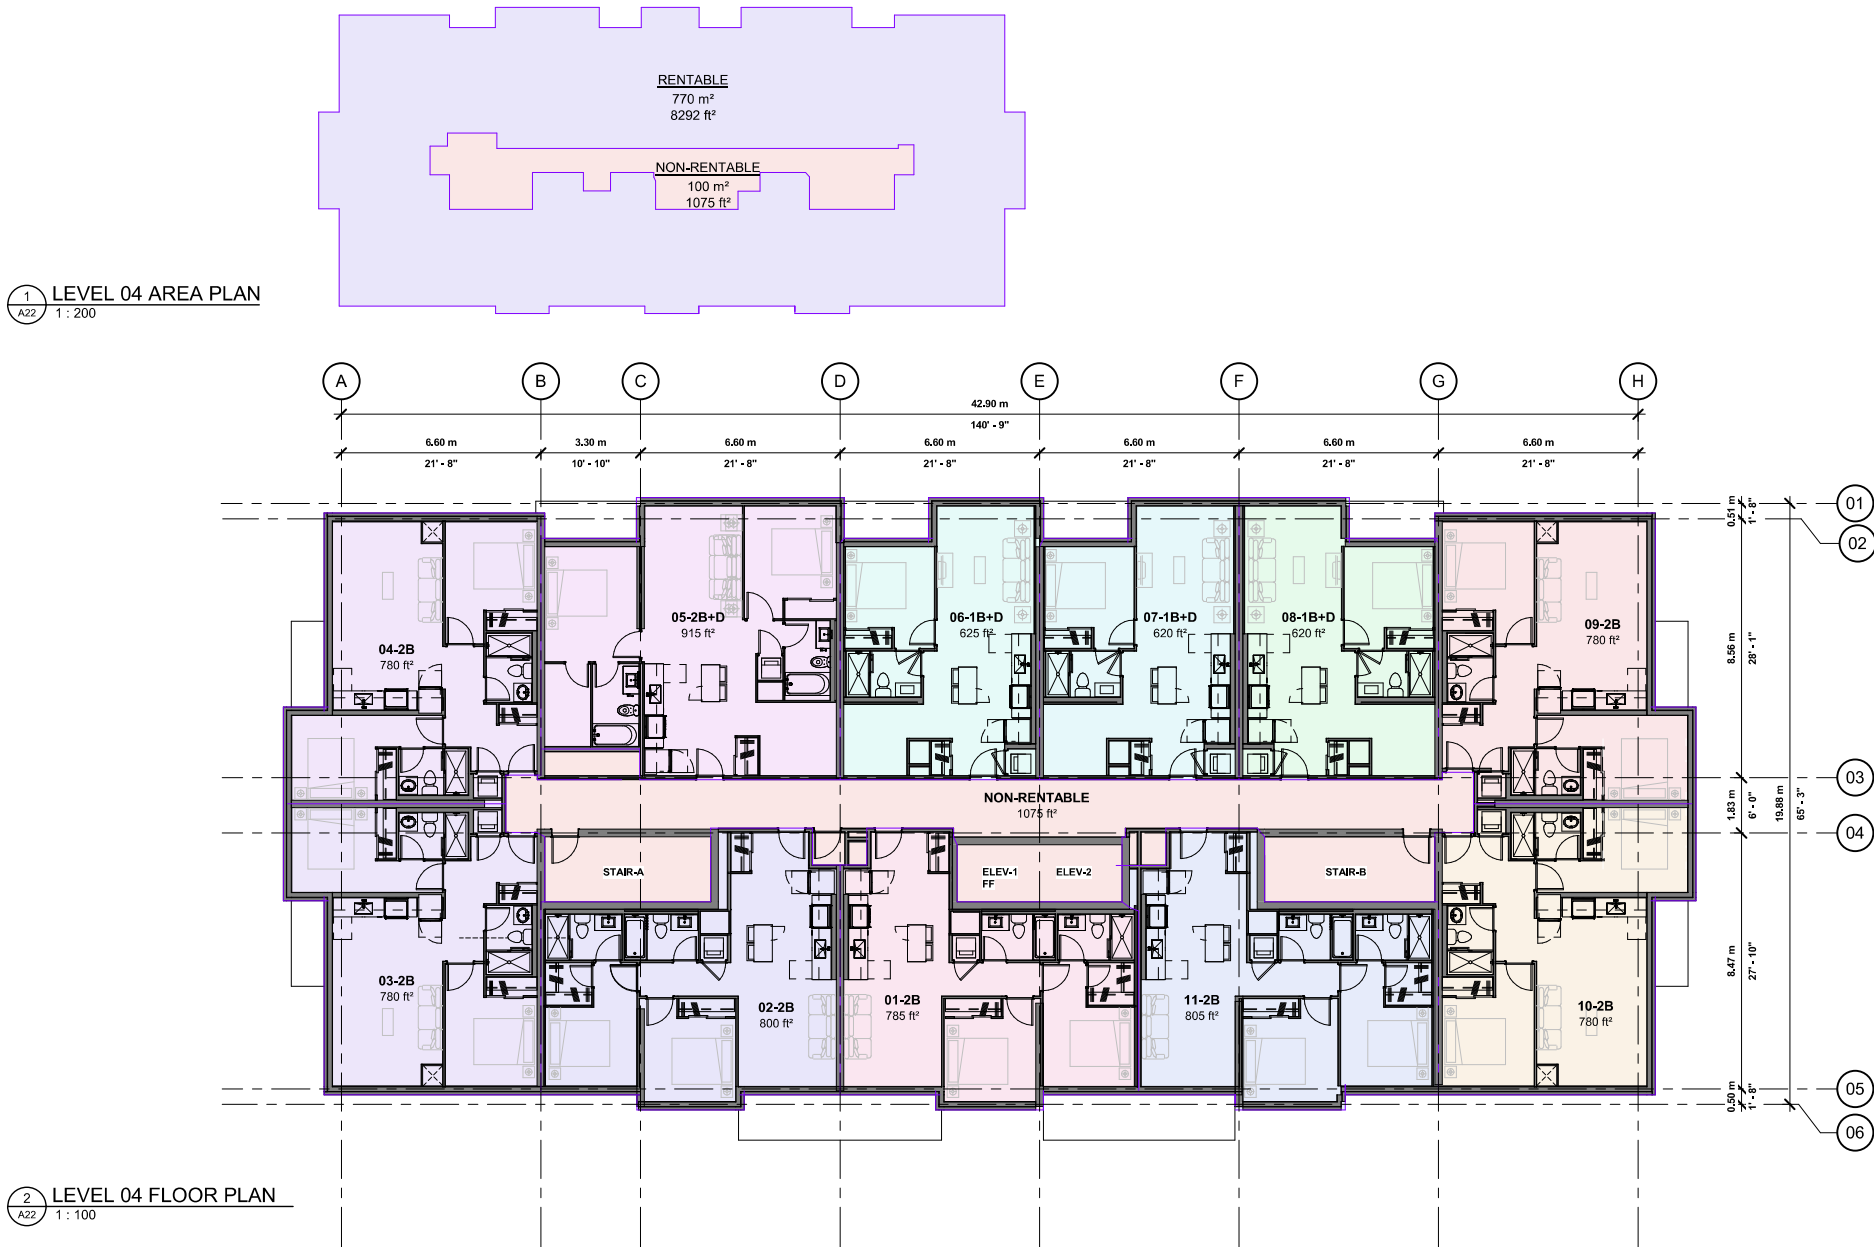 RENTABLE
770 m²
8292 ft²
NON-RENTABLE
100 m²
1075 ft²
1
A22
LEVEL 04 AREA PLAN
1 : 200
A
B
C
D
E
F
G
H
42.90 m
140' - 9"
6.60 m
3.30 m
6.60 m
6.60 m
6.60 m
6.60 m
6.60 m
21' - 8"
10' - 10"
21' - 8"
21' - 8"
21' - 8"
21' - 8"
21' - 8"
01
02
03
04
05
06
0.51 m
1' - 8"
8.56 m
28' - 1"
1.83 m
6' - 0"
19.88 m
65' - 3"
8.47 m
27' - 10"
0.50 m
1' - 8"
04-2B
780 ft²
05-2B+D
915 ft²
06-1B+D
625 ft²
07-1B+D
620 ft²
08-1B+D
620 ft²
09-2B
780 ft²
NON-RENTABLE
1075 ft²
STAIR-A
ELEV-1
FF
ELEV-2
STAIR-B
03-2B
780 ft²
02-2B
800 ft²
01-2B
785 ft²
11-2B
805 ft²
10-2B
780 ft²
2
A22
LEVEL 04 FLOOR PLAN
1 : 100